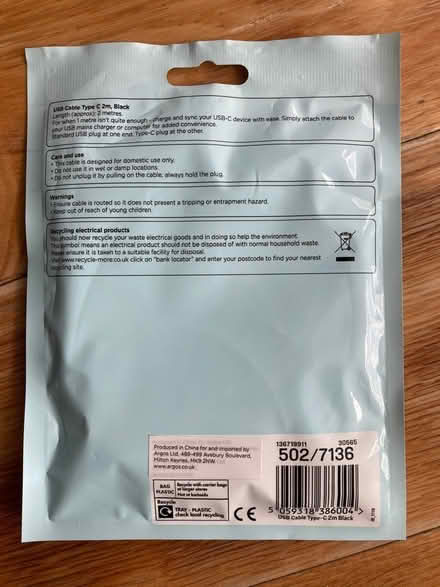 USB Cable Type C 2m, Black
Length (approx): 2 metres.
For when 1 metre isn't quite enough - charge and sync your USB-C device with ease. Simply attach the cable to
your USB mains charger or computer for added convenience.
Standard USB plug at one end. Type-C plug at the other.
Care and use
• This cable is designed for domestic use only.
• Do not use it in wet or damp locations.
• Do not unplug it by pulling on the cable, always hold the plug.
Warnings
• Ensure cable is routed so it does not present a tripping or entrapment hazard.
• Keep out of reach of young children.
Recycling electrical products
You should now recycle your waste electrical goods and in doing so help the environment.
This symbol means an electrical product should not be disposed of with normal household waste.
Please ensure it is taken to a suitable facility for disposal.
Visit www.recycle-more.co.uk click on "bank locator" and enter your postcode to find your nearest
recycling site.
Produced in China for and imported by
Argos Ltd, 489-499 Avebury Boulevard,
Milton Keynes, MK9 2NW.
www.argos.co.uk
136719911 30565
502/7136
BAG
PLASTIC
Recycle with carrier bags
at larger stores
Not at kerbside
Recycle
TRAY - PLASTIC
check local recycling
CE
5 059318 386004 >
USB Cable Type-C 2m Black